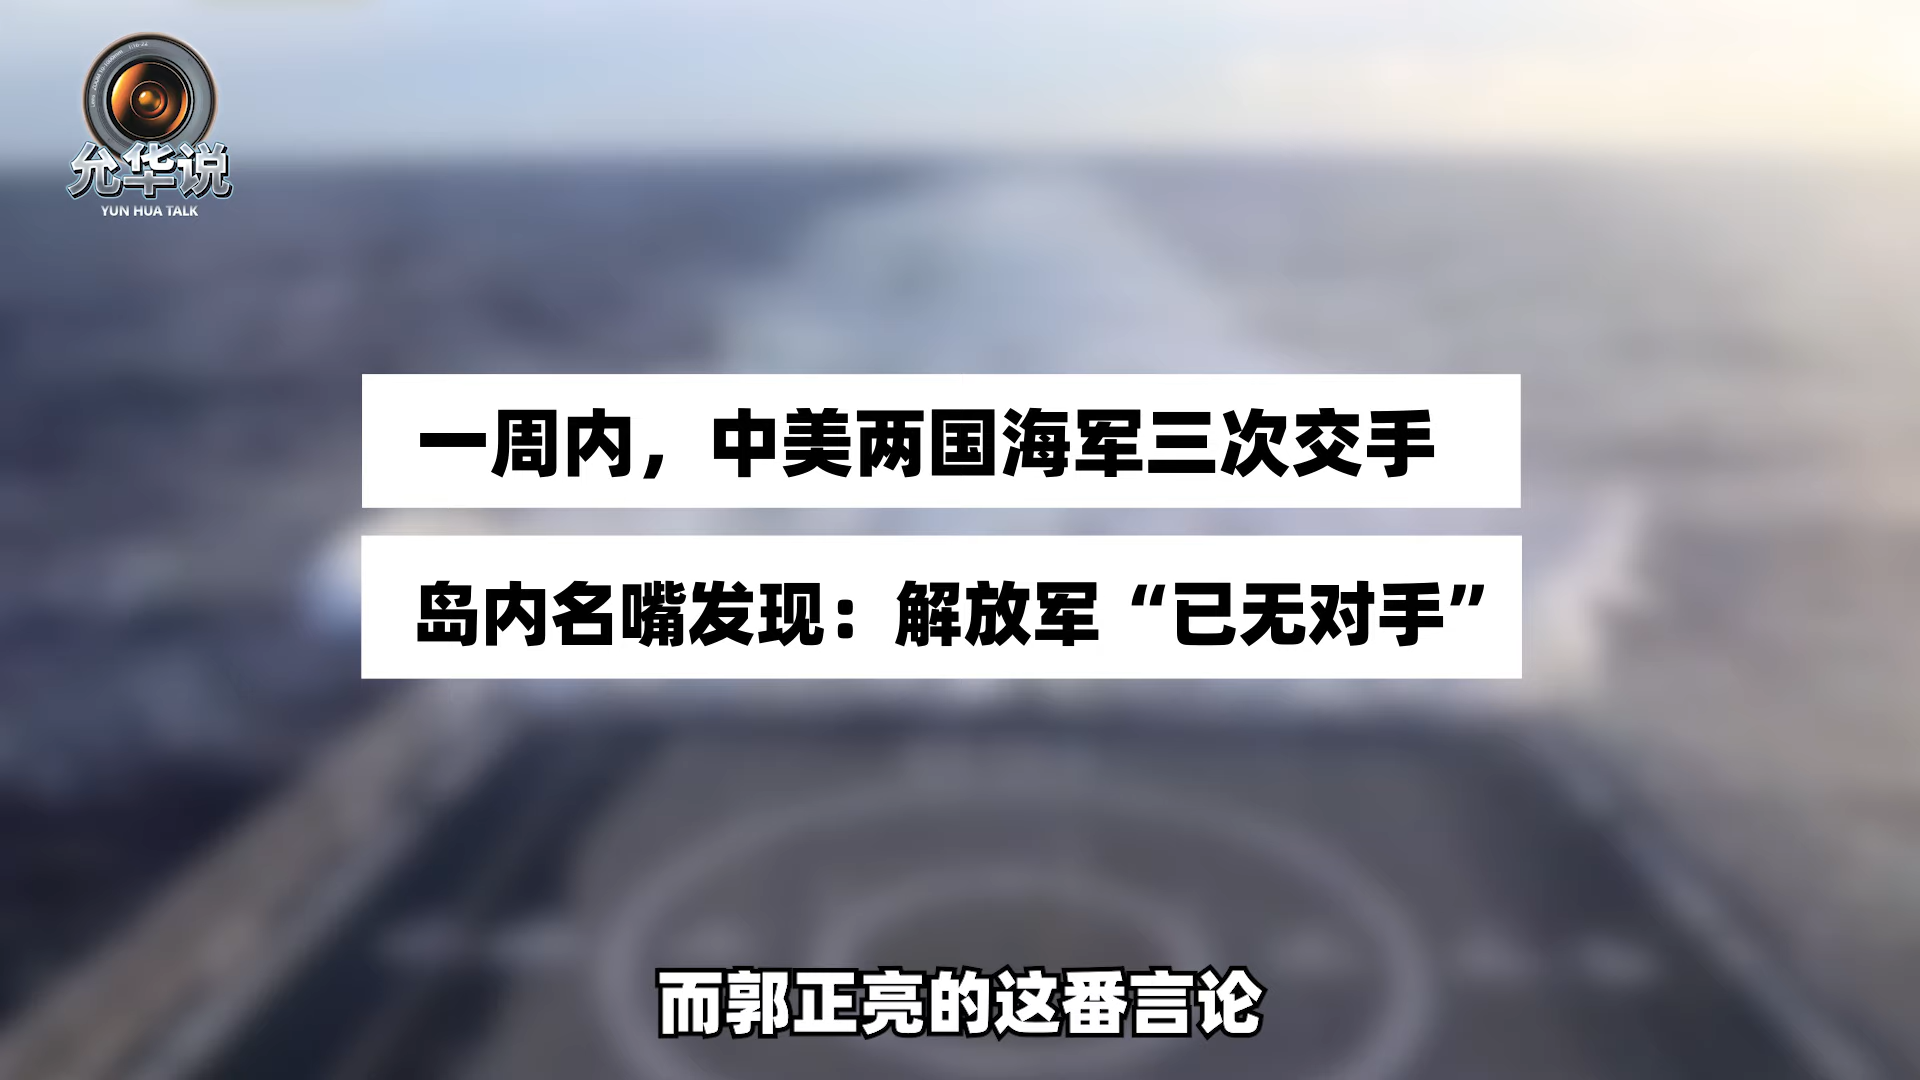 允华说
YUN HUA TALK
一周内，中美两国海军三次交手
岛内名嘴发现：解放军“已无对手”
而郭正亮的这番言论